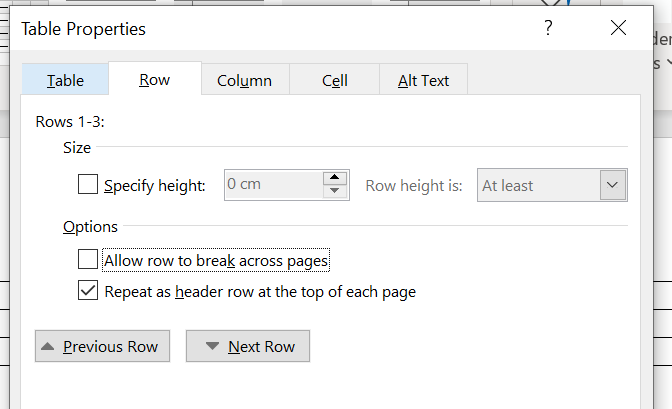 Table Properties
?
Table Row Column Cell Alt Text
Rows 1-3:
Size
Specify height: 0 cm Row height is: At least
Options
Allow row to break across pages
Repeat as header row at the top of each page
Previous Row Next Row